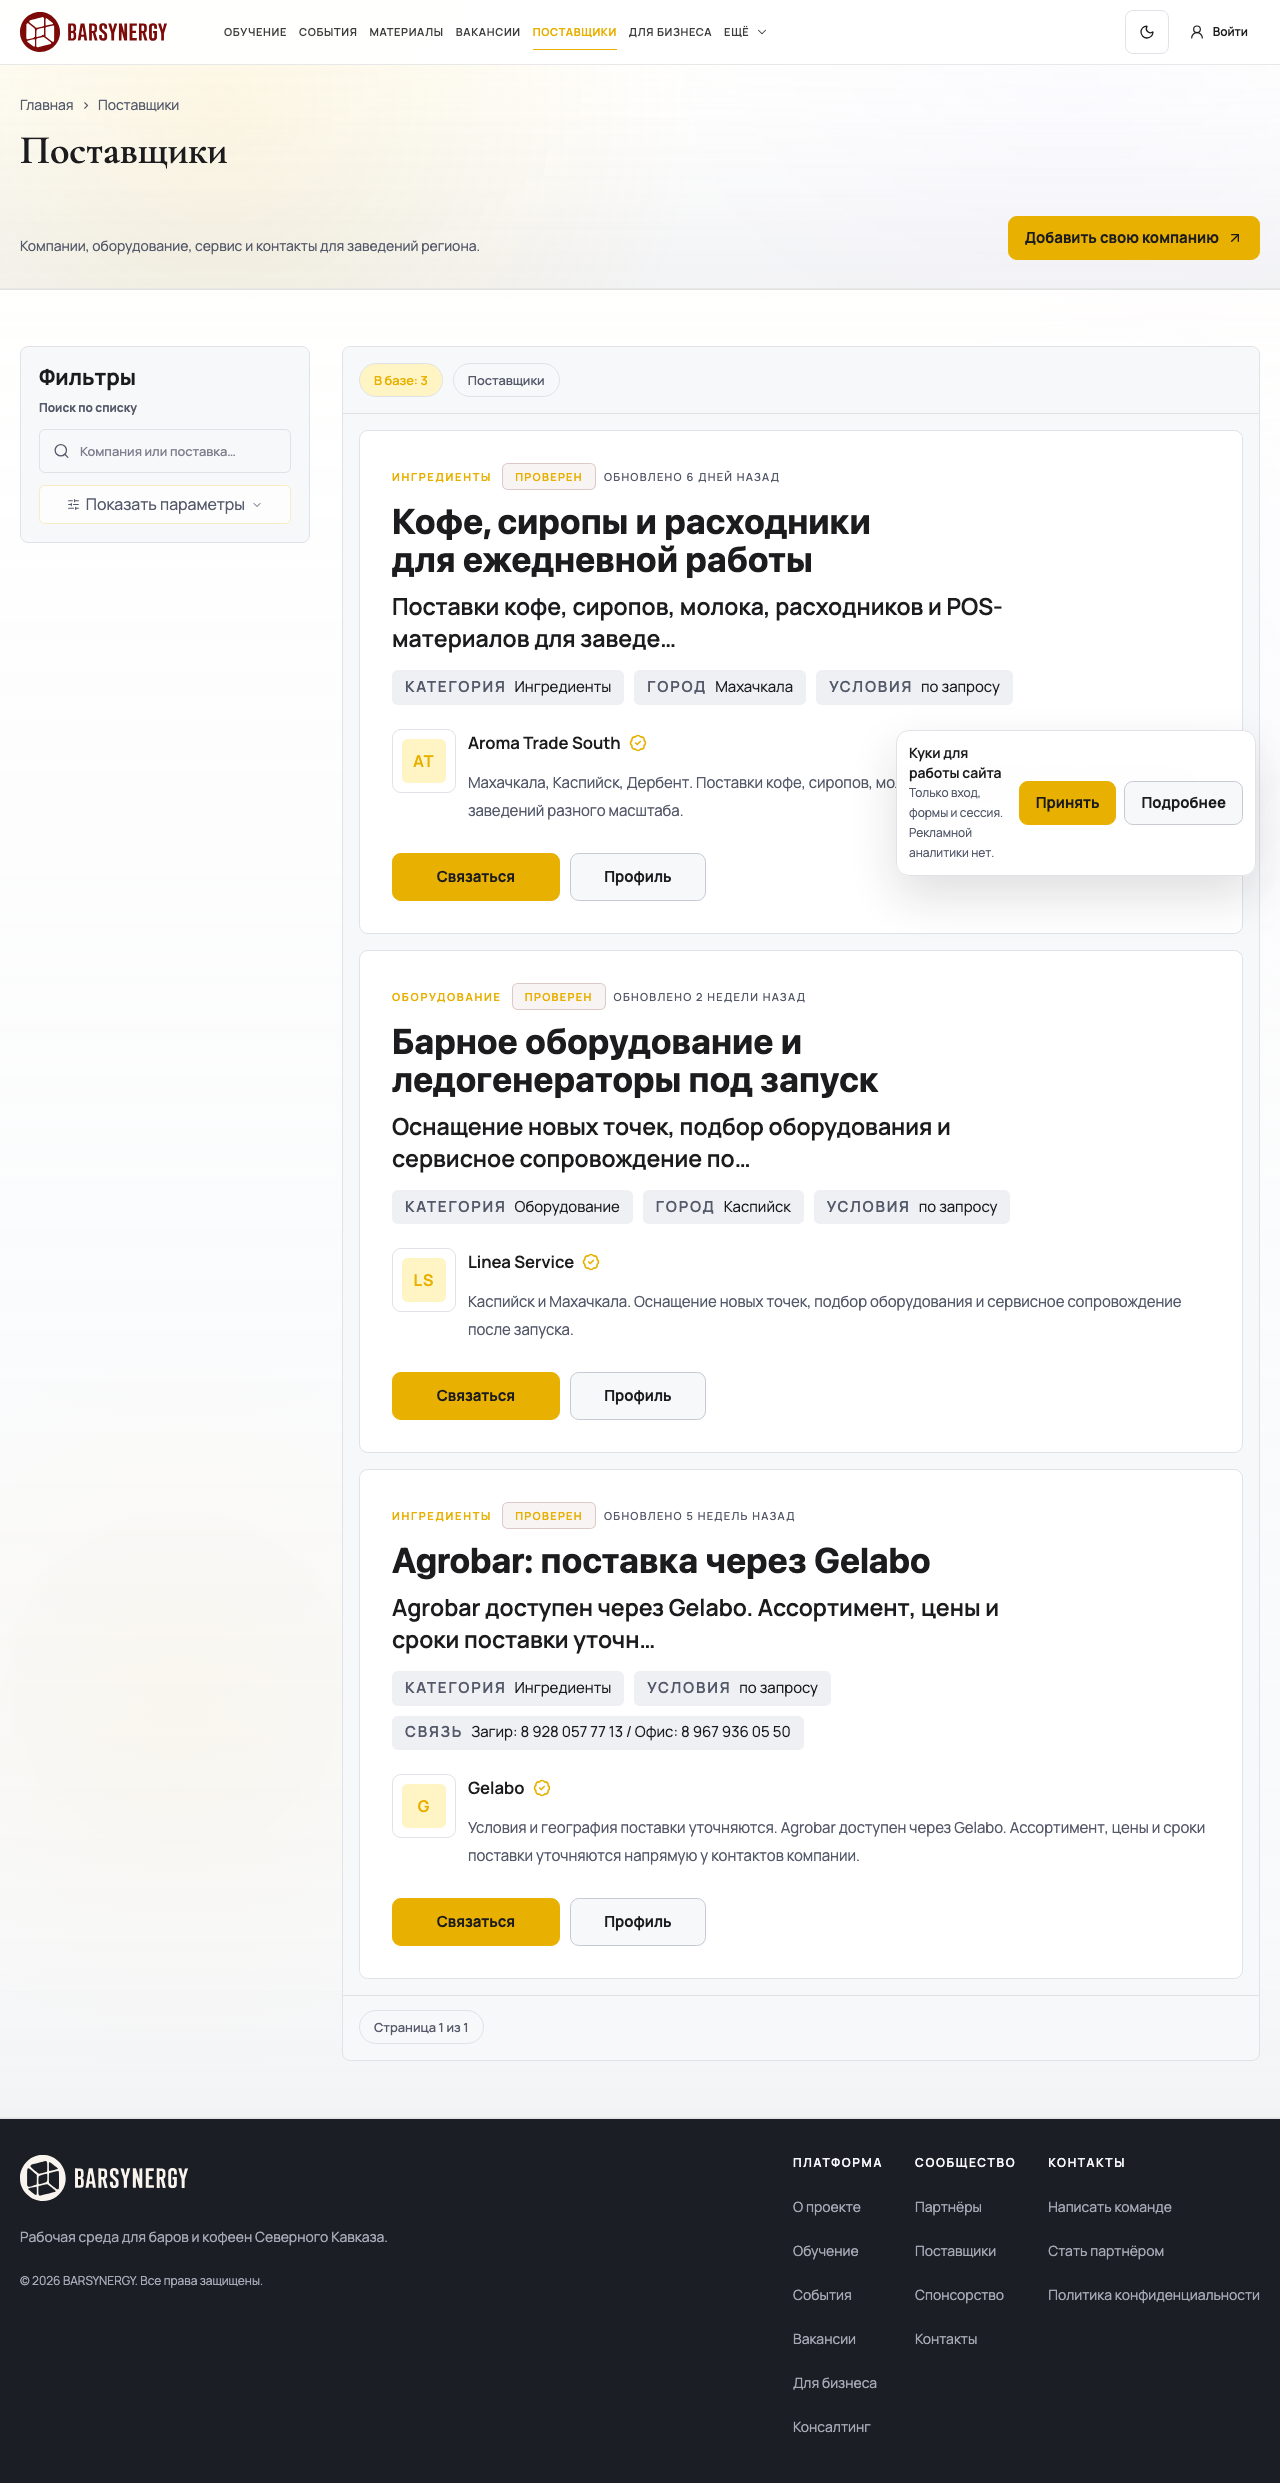 BARSYNERGY
ОБУЧЕНИЕ СОБЫТИЯ МАТЕРИАЛЫ ВАКАНСИИ ПОСТАВЩИКИ ДЛЯ БИЗНЕСА ЕЩЁ
Войти
Главная > Поставщики
Поставщики
Компании, оборудование, сервис и контакты для заведений региона.
Добавить свою компанию
Фильтры
Поиск по списку
Компания или поставка...
Показать параметры
В базе: 3 Поставщики
ИНГРЕДИЕНТЫ ПРОВЕРЕН ОБНОВЛЕНО 6 ДНЕЙ НАЗАД
Кофе, сиропы и расходники
для ежедневной работы
Поставки кофе, сиропов, молока, расходников и POS-
материалов для заведе...
КАТЕГОРИЯ Ингредиенты ГОРОД Махачкала УСЛОВИЯ по запросу
AT
Aroma Trade South
Махачкала, Каспийск, Дербент. Поставки кофе, сиропов,
заведений разного масштаба.
Связаться Профиль
Куки для
работы сайта
Только вход,
формы и сессия.
Рекламной
аналитики нет.
Принять Подробнее
ОБОРУДОВАНИЕ ПРОВЕРЕН ОБНОВЛЕНО 2 НЕДЕЛИ НАЗАД
Барное оборудование и
ледогенераторы под запуск
Оснащение новых точек, подбор оборудования и
сервисное сопровождение по...
КАТЕГОРИЯ Оборудование ГОРОД Каспийск УСЛОВИЯ по запросу
LS
Linea Service
Каспийск и Махачкала. Оснащение новых точек, подбор оборудования и сервисное сопровождение
после запуска.
Связаться Профиль
ИНГРЕДИЕНТЫ ПРОВЕРЕН ОБНОВЛЕНО 5 НЕДЕЛЬ НАЗАД
Agrobar: поставка через Gelabo
Agrobar доступен через Gelabo. Ассортимент, цены и
сроки поставки уточн...
КАТЕГОРИЯ Ингредиенты УСЛОВИЯ по запросу
СВЯЗЬ Загир: 8 928 057 77 13 / Офис: 8 967 936 05 50
G
Gelabo
Условия и география поставки уточняются. Agrobar доступен через Gelabo. Ассортимент, цены и сроки
поставки уточняются напрямую у контактов компании.
Связаться Профиль
Страница 1 из 1
BARSYNERGY
Рабочая среда для баров и кофеен Северного Кавказа.
© 2026 BARSYNERGY. Все права защищены.
ПЛАТФОРМА
О проекте
Обучение
События
Вакансии
Для бизнеса
Консалтинг
СООБЩЕСТВО
Партнёры
Поставщики
Спонсорство
Контакты
КОНТАКТЫ
Написать команде
Стать партнёром
Политика конфиденциальности